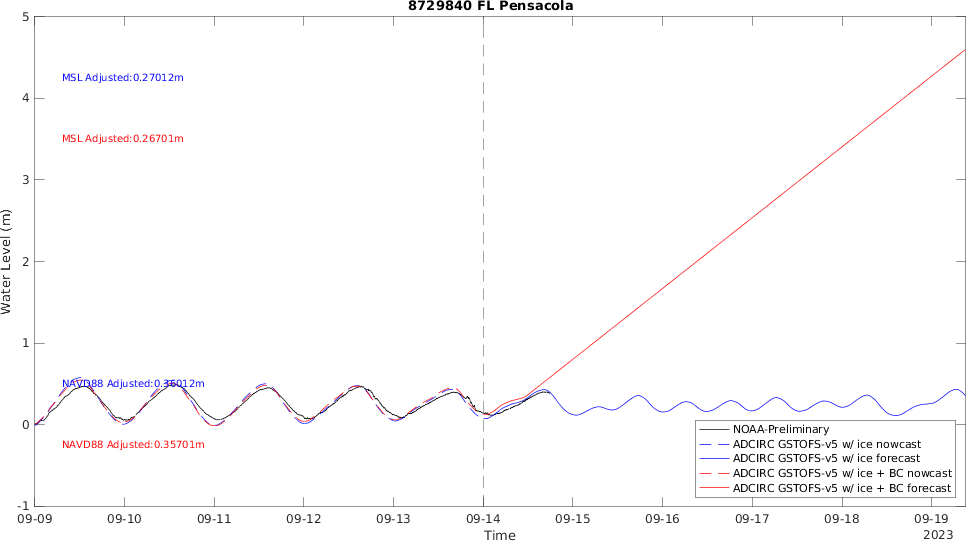 8729840 FL Pensacola
5
4
3
2
1
0
-1
Water Level (m)
MSL Adjusted:0.27012m
MSL Adjusted:0.26701m
NAVD88 Adjusted:0.36012m
NAVD88 Adjusted:0.35701m
NOAA-Preliminary
ADCIRC GSTOFS-v5 w/ ice nowcast
ADCIRC GSTOFS-v5 w/ ice forecast
ADCIRC GSTOFS-v5 w/ ice + BC nowcast
ADCIRC GSTOFS-v5 w/ ice + BC forecast
09-09 09-10 09-11 09-12 09-13 09-14 09-15 09-16 09-17 09-18 09-19
Time
2023